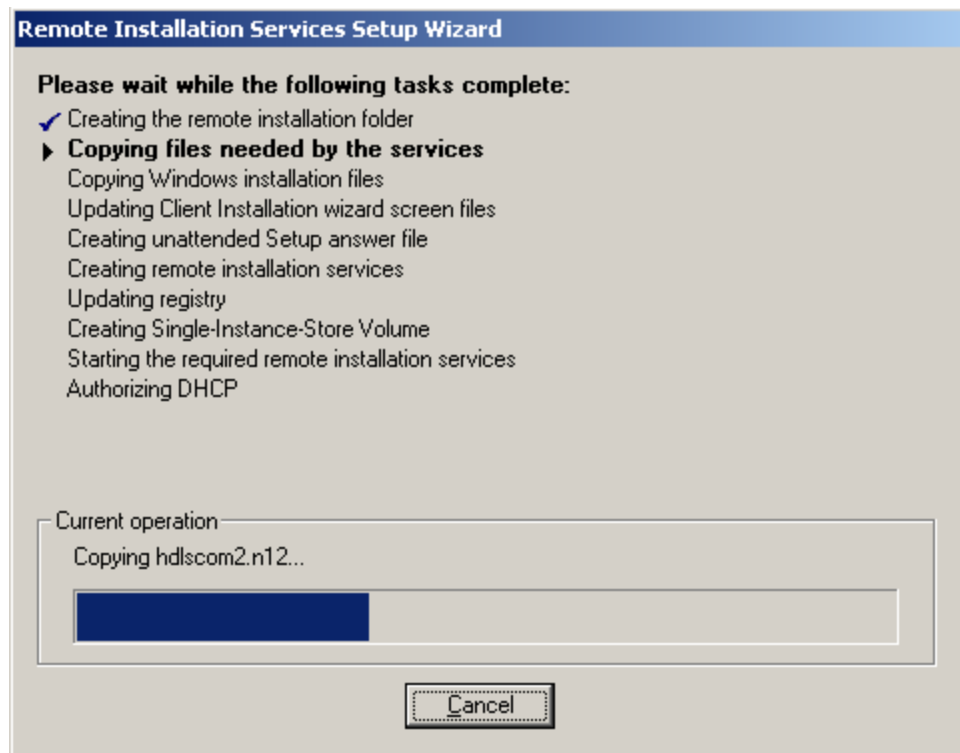 Remote Installation Services Setup Wizard
Please wait while the following tasks complete:
Creating the remote installation folder
Copying files needed by the services
Copying Windows installation files
Updating Client Installation wizard screen files
Creating unattended Setup answer file
Creating remote installation services
Updating registry
Creating Single-Instance-Store Volume
Starting the required remote installation services
Authorizing DHCP
Current operation
Copying hdlscom2.n12...
Cancel